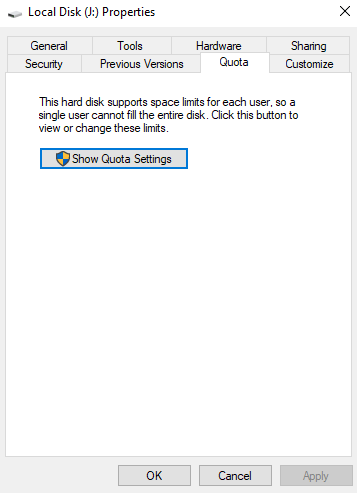 Local Disk (J:) Properties
General Tools Hardware Sharing
Security Previous Versions Quota Customize
This hard disk supports space limits for each user, so a
single user cannot fill the entire disk. Click this button to
view or change these limits.
Show Quota Settings
OK Cancel Apply